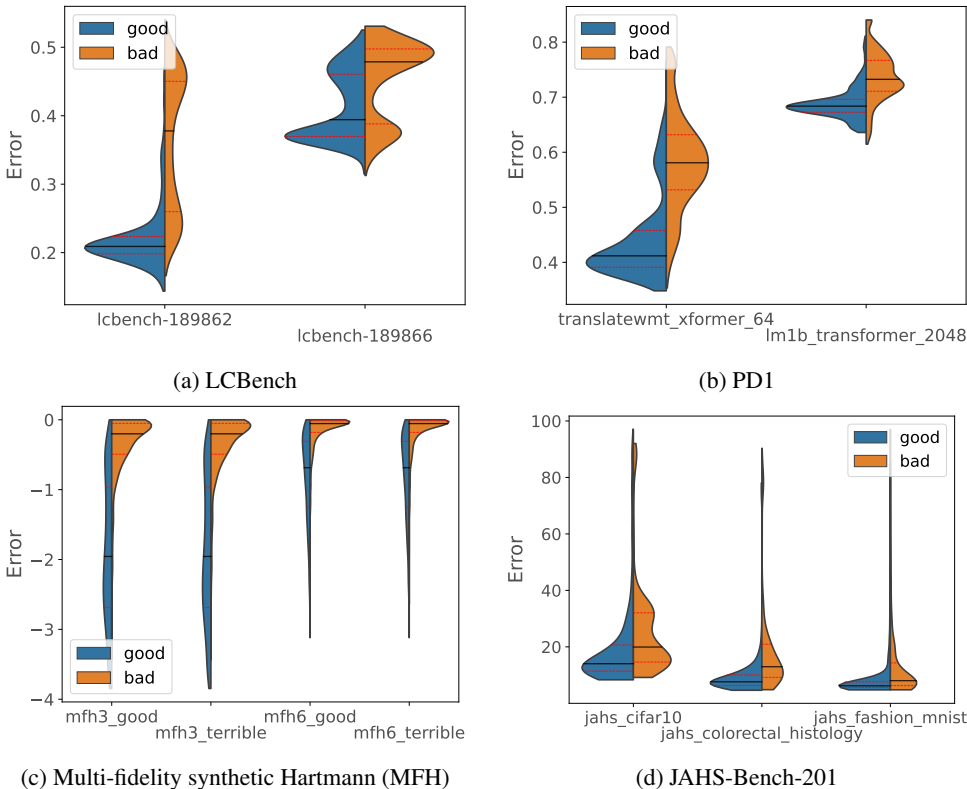 good
bad
0.5
0.4
0.3
0.2
Error
lcbench-189862
lcbench-189866
(a) LCBench
good
bad
0.8
0.7
0.6
0.5
0.4
Error
translatewmt_xformer_64
lm1b_transformer_2048
(b) PD1
0
−1
−2
−3
−4
Error
good
bad
mfh3_good
mfh3_terrible
mfh6_good
mfh6_terrible
(c) Multi-fidelity synthetic Hartmann (MFH)
100
80
60
40
20
Error
good
bad
jahs_cifar10
jahs_colorectal_histology
jahs_fashion_mnist
(d) JAHS-Bench-201